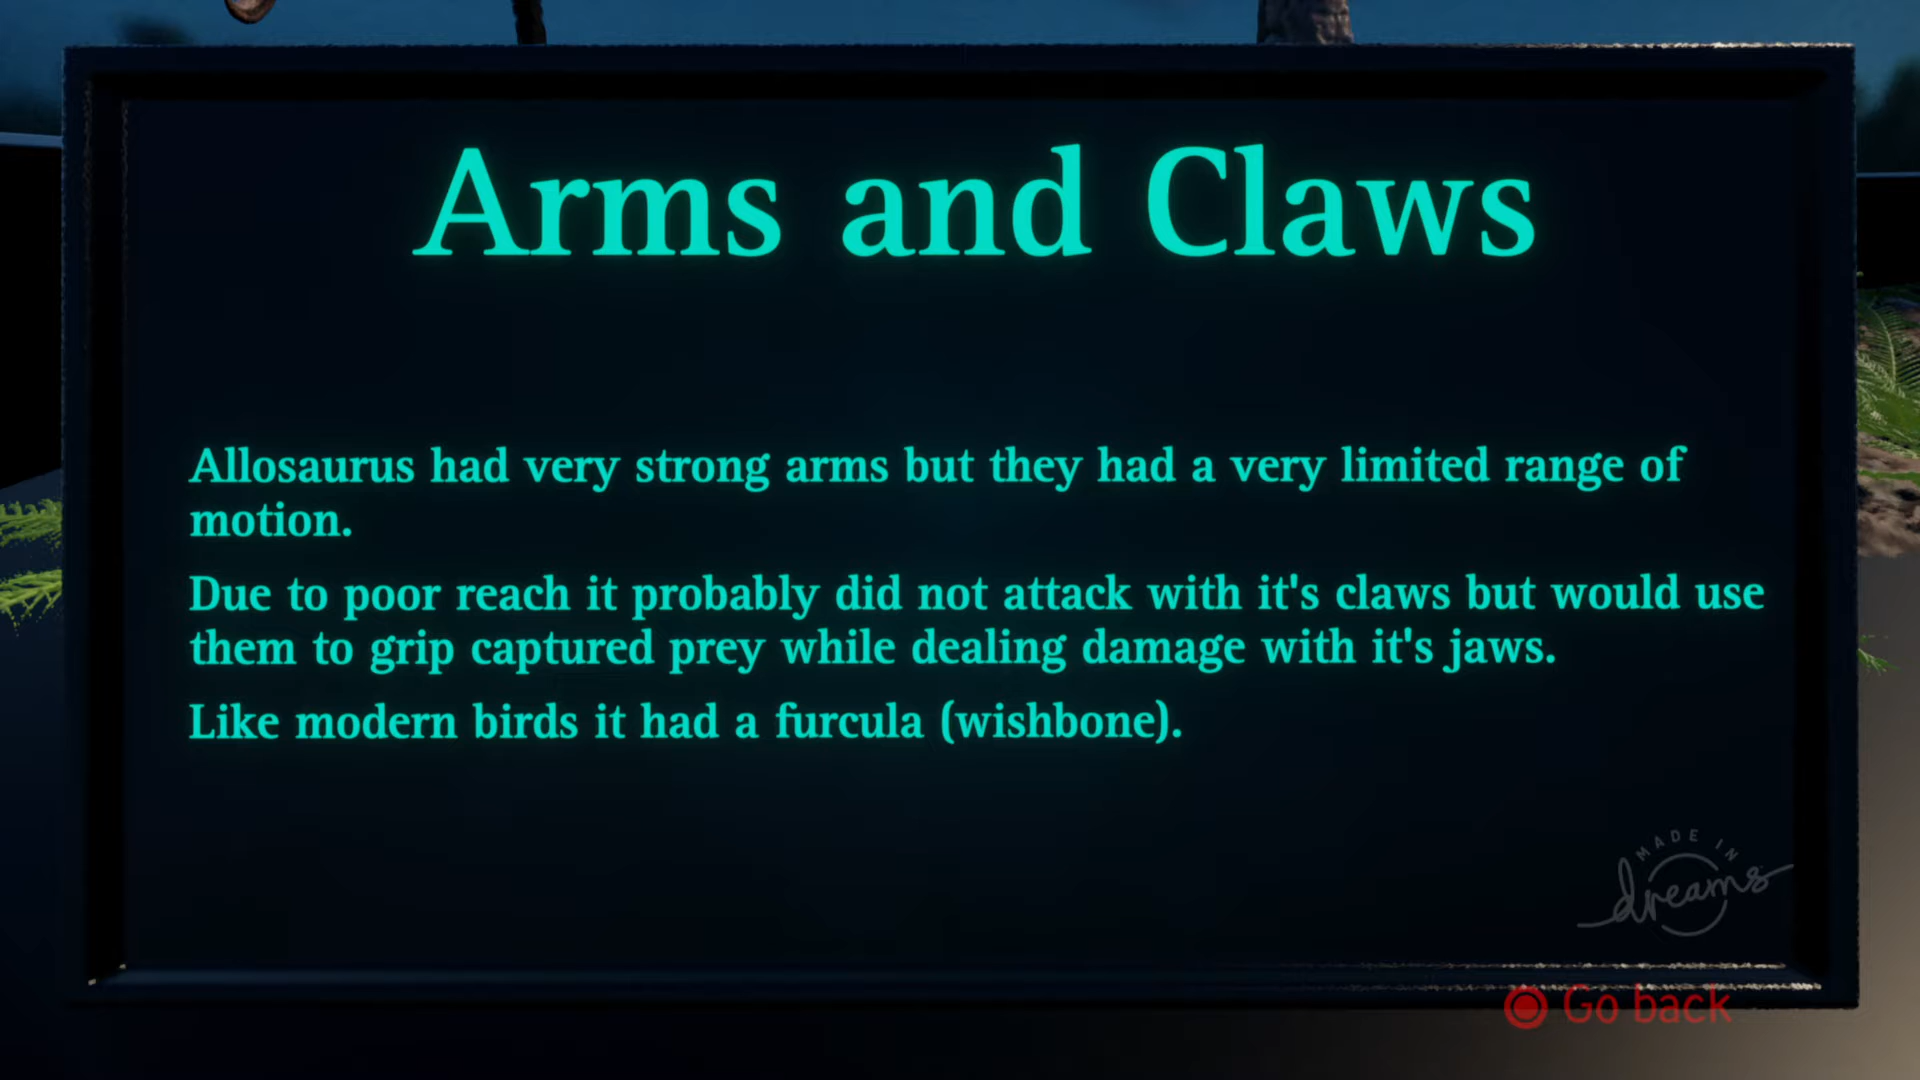 Arms and Claws
Allosaurus had very strong arms but they had a very limited range of
motion.
Due to poor reach it probably did not attack with it's claws but would use
them to grip captured prey while dealing damage with it's jaws.
Like modern birds it had a furcula (wishbone).
MADE IN
dreams
Go back